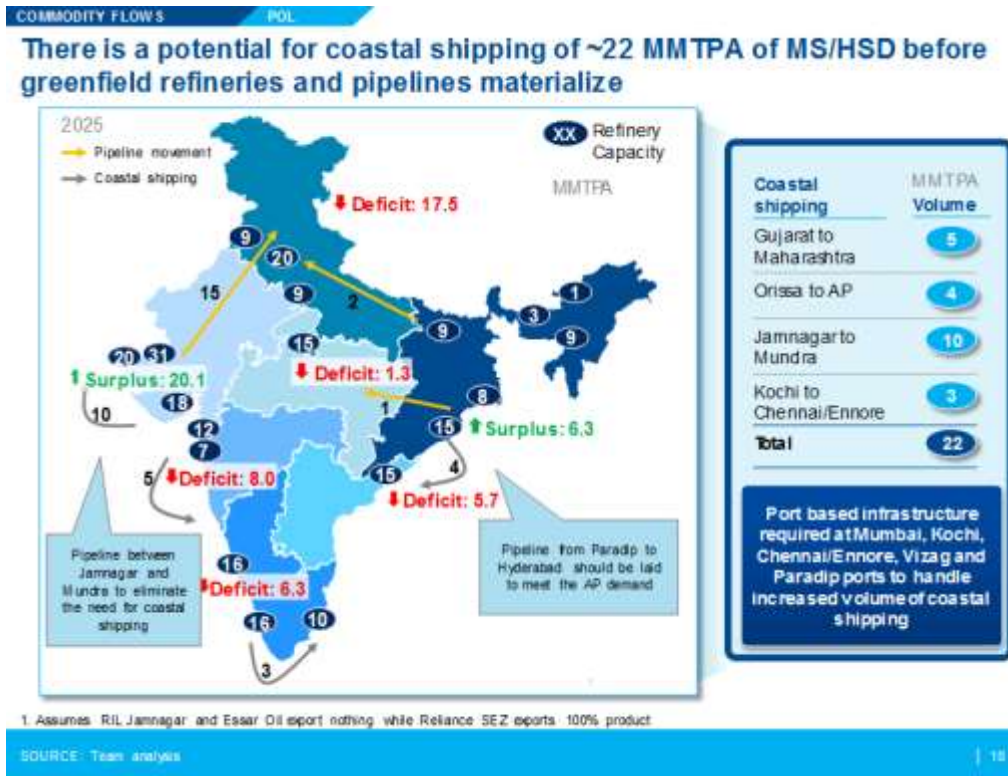 COMMODITY FLOWS
POL
There is a potential for coastal shipping of ~22 MMTPA of MS/HSD before
greenfield refineries and pipelines materialize
2025
Pipeline movement
Coastal shipping
XX
Refinery
Capacity
MMTPA
Deficit: 17.5
9
20
15
9
2
1
3
9
9
15
20
31
Deficit: 1.3
Surplus: 20.1
18
1
8
10
12
15
Surplus: 6.3
7
4
5
Deficit: 8.0
15
Deficit: 5.7
Pipeline between
Jamnagar and
Mundra to eliminate
the need for coastal
shipping
Pipeline from Paradip to
Hyderabad should be laid
to meet the AP demand
16
Deficit: 6.3
16
10
3
Coastal
shipping
MMTPA
Volume
Gujarat to
Maharashtra
5
Orissa to AP
4
Jamnagar to
Mundra
10
Kochi to
Chennai/Ennore
3
Total
22
Port based infrastructure
required at Mumbai, Kochi,
Chennai/Ennore, Vizag and
Paradip ports to handle
increased volume of coastal
shipping
1. Assumes RIL Jamnagar and Essar Oil export nothing while Reliance SEZ exports 100% product
SOURCE: Team analysis